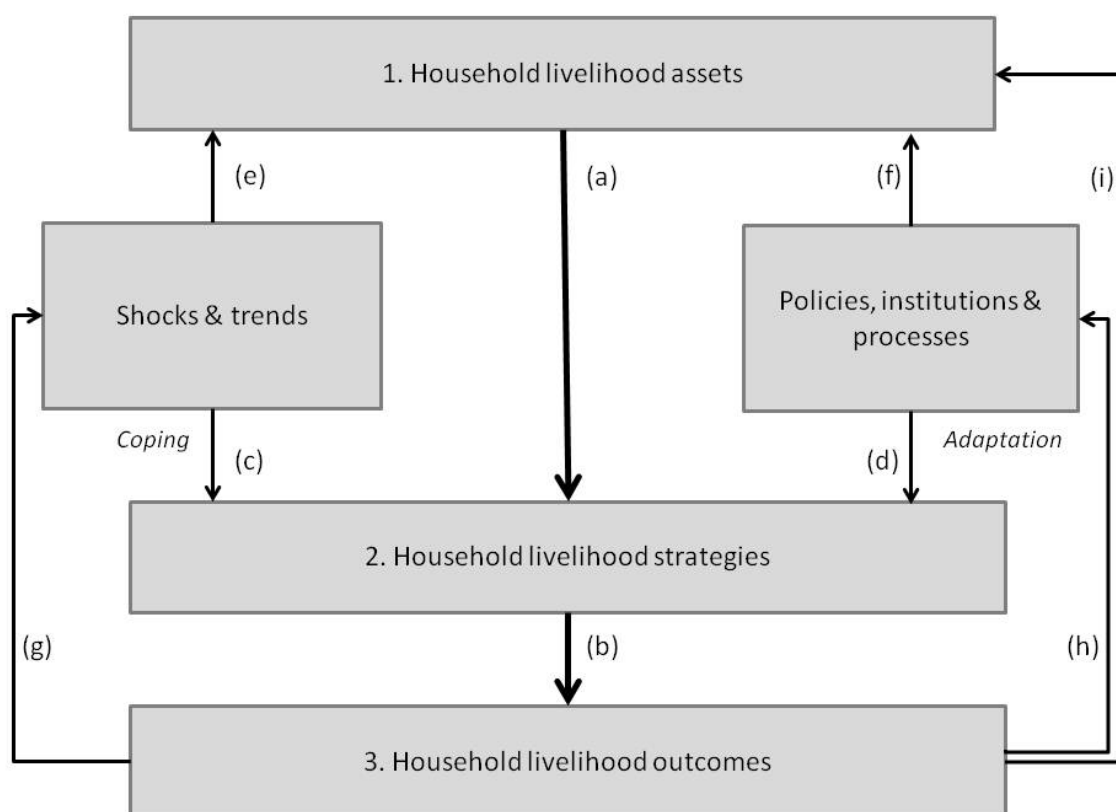 1. Household livelihood assets
(e)
(a)
(f)
(i)
Shocks & trends
Policies, institutions &
processes
Coping
(c)
(d)
Adaptation
2. Household livelihood strategies
(g)
(b)
(h)
3. Household livelihood outcomes